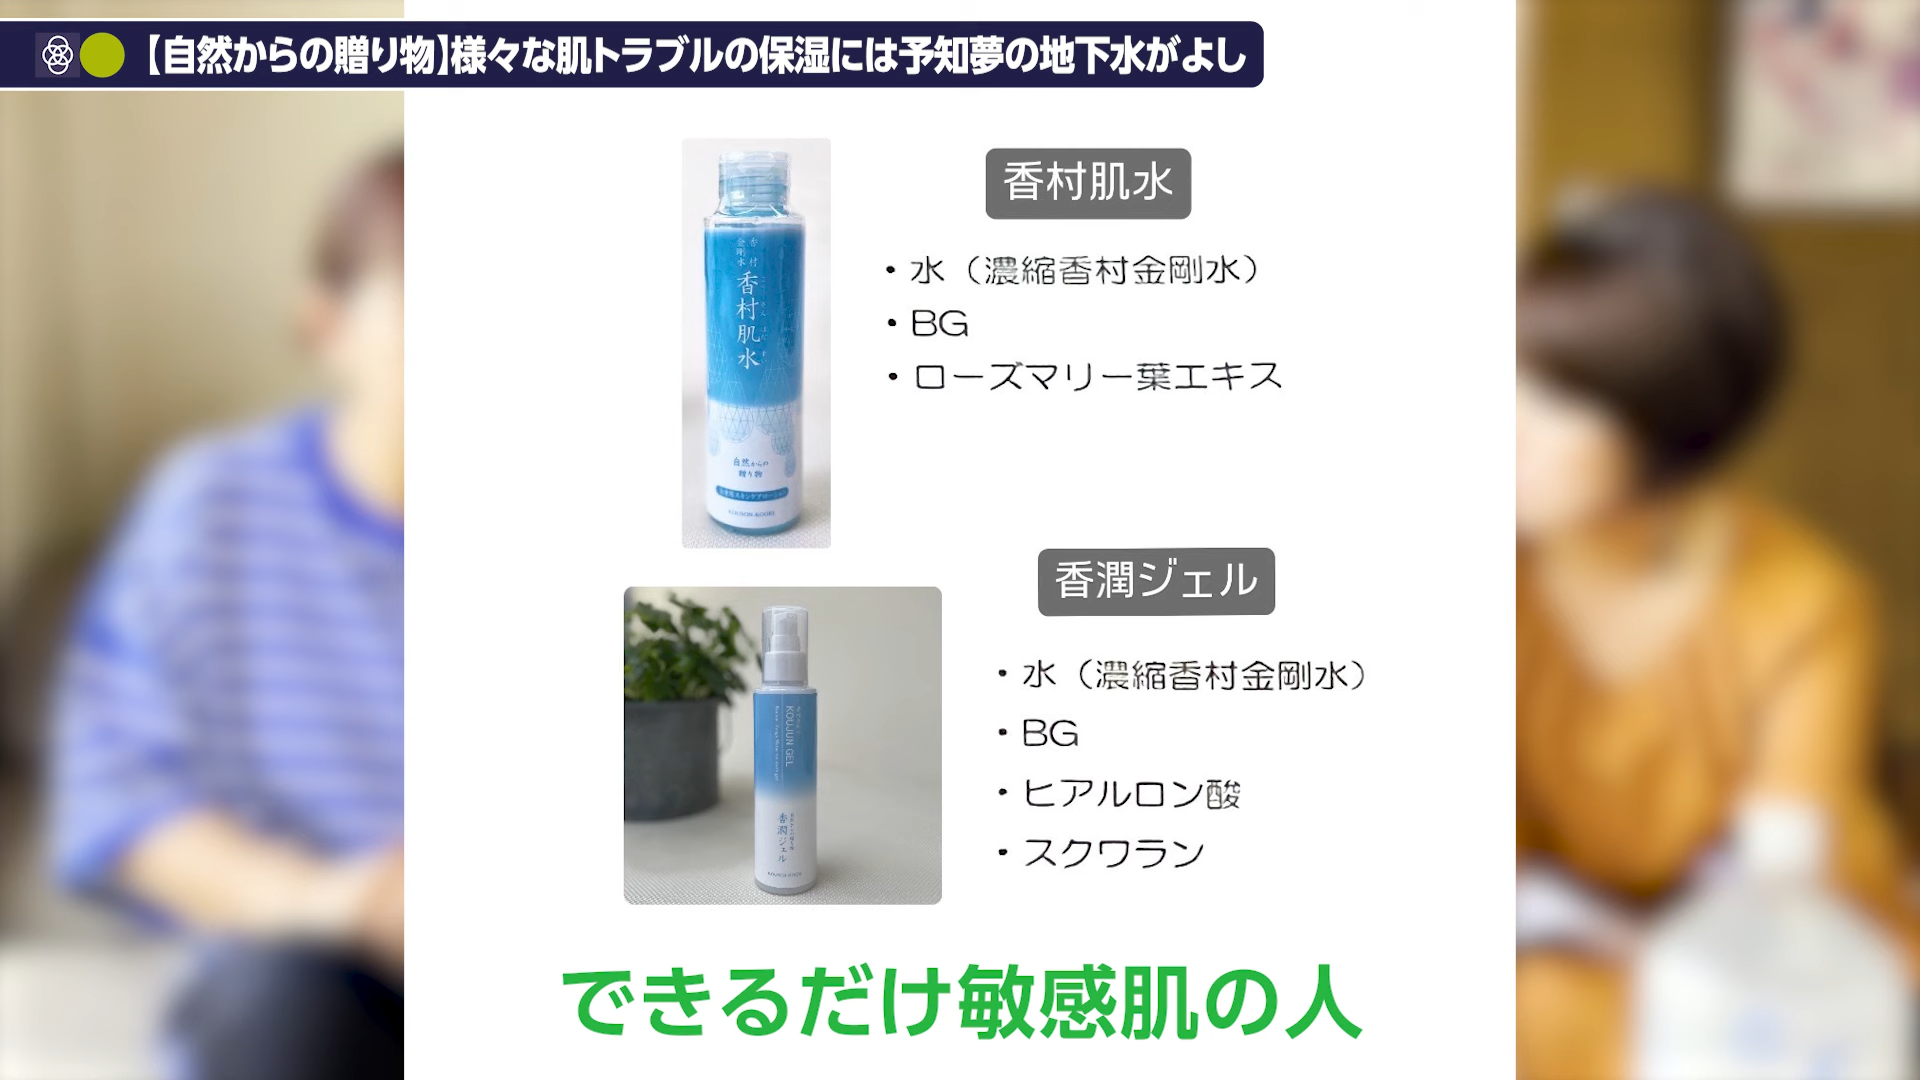 【自然からの贈り物】様々な肌トラブルの保湿には予知夢の地下水がよし
香村肌水
・水（濃縮香村金剛水）
・BG
・ローズマリー葉エキス
香村
金剛水
香村肌水
自然からの
贈り物
香潤ジェル
・水（濃縮香村金剛水）
・BG
・ヒアルロン酸
・スクワラン
KOUJUN GEL
香潤ジェル
できるだけ敏感肌の人